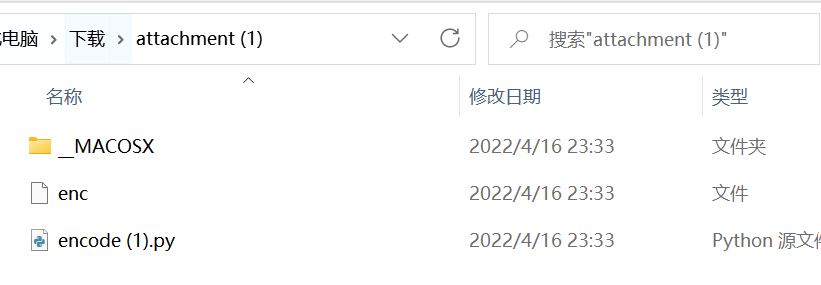 电脑 > 下载 > attachment (1) 搜索"attachment (1)"
名称 修改日期 类型
__MACOSX 2022/4/16 23:33 文件夹
enc 2022/4/16 23:33 文件
encode (1).py 2022/4/16 23:33 Python 源文件